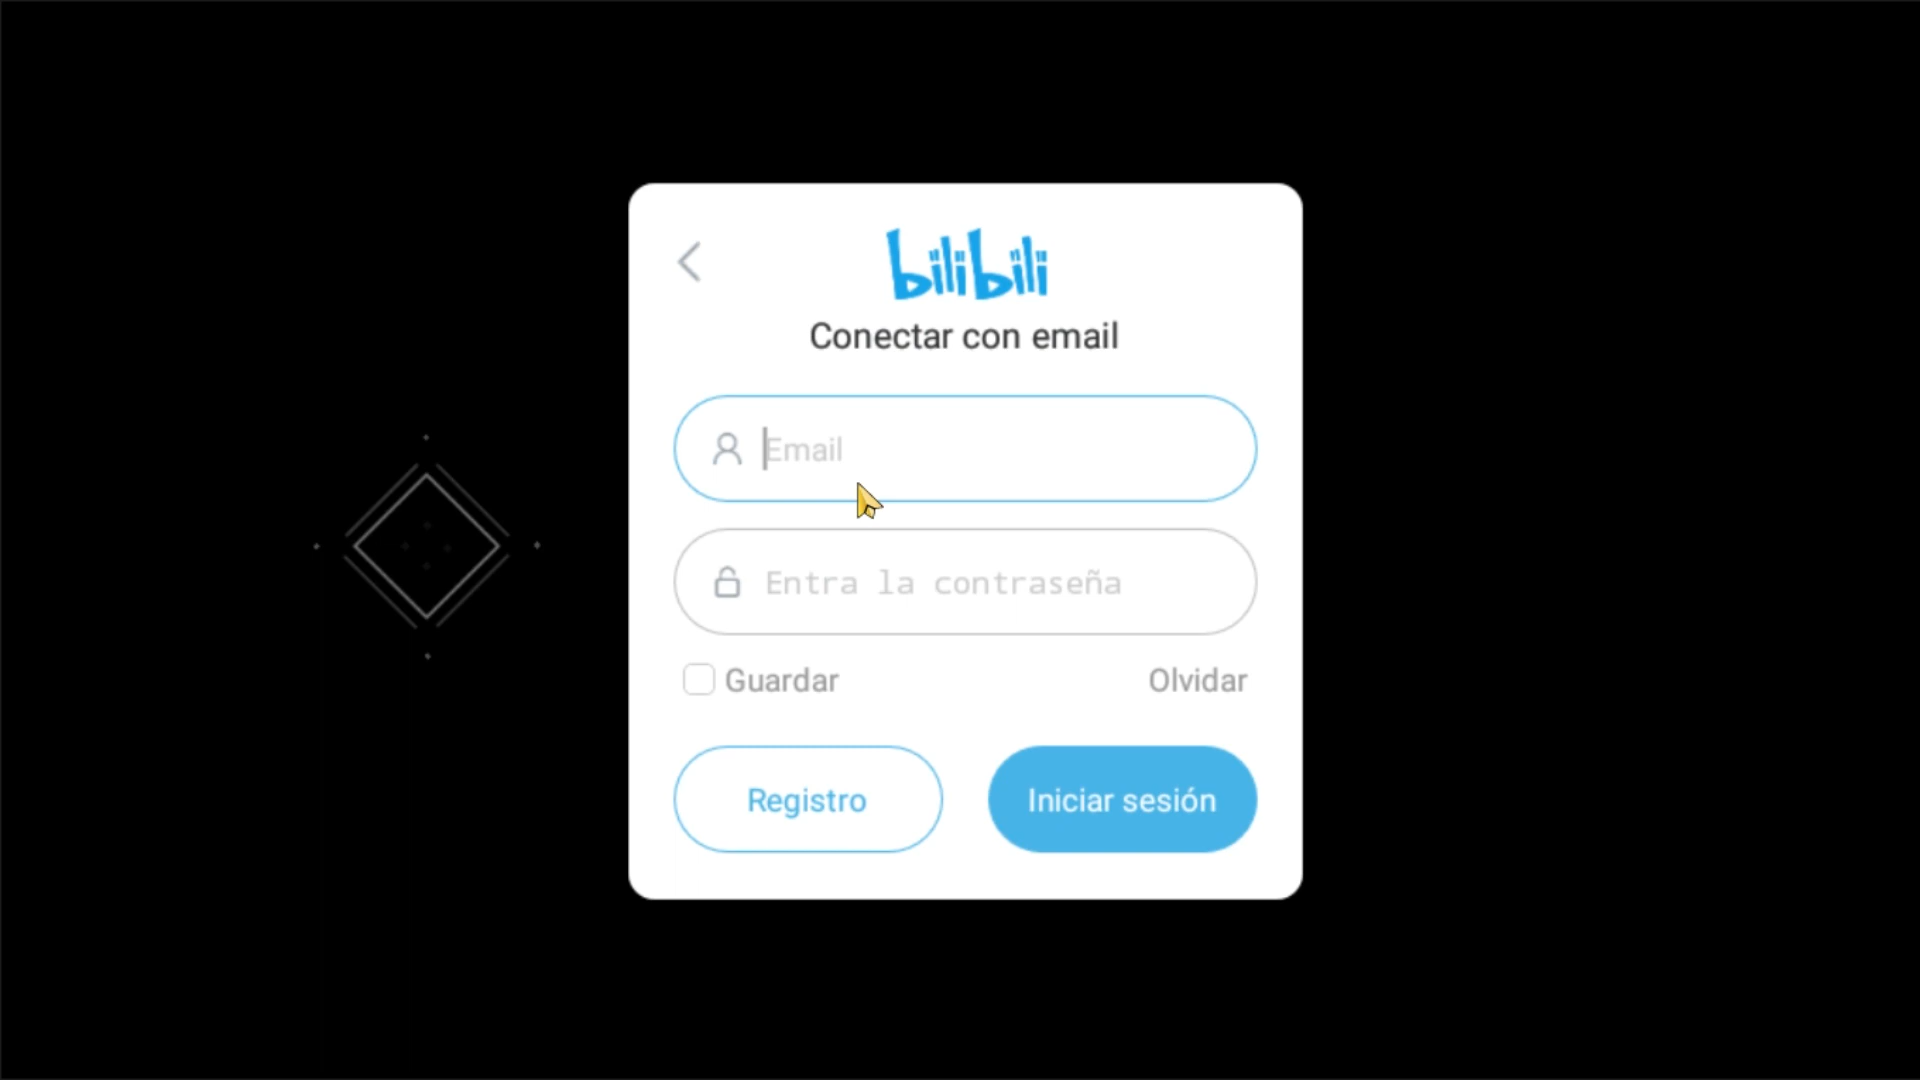 bilibili
Conectar con email
Email
Entra la contraseña
Guardar
Olvidar
Registro
Iniciar sesión